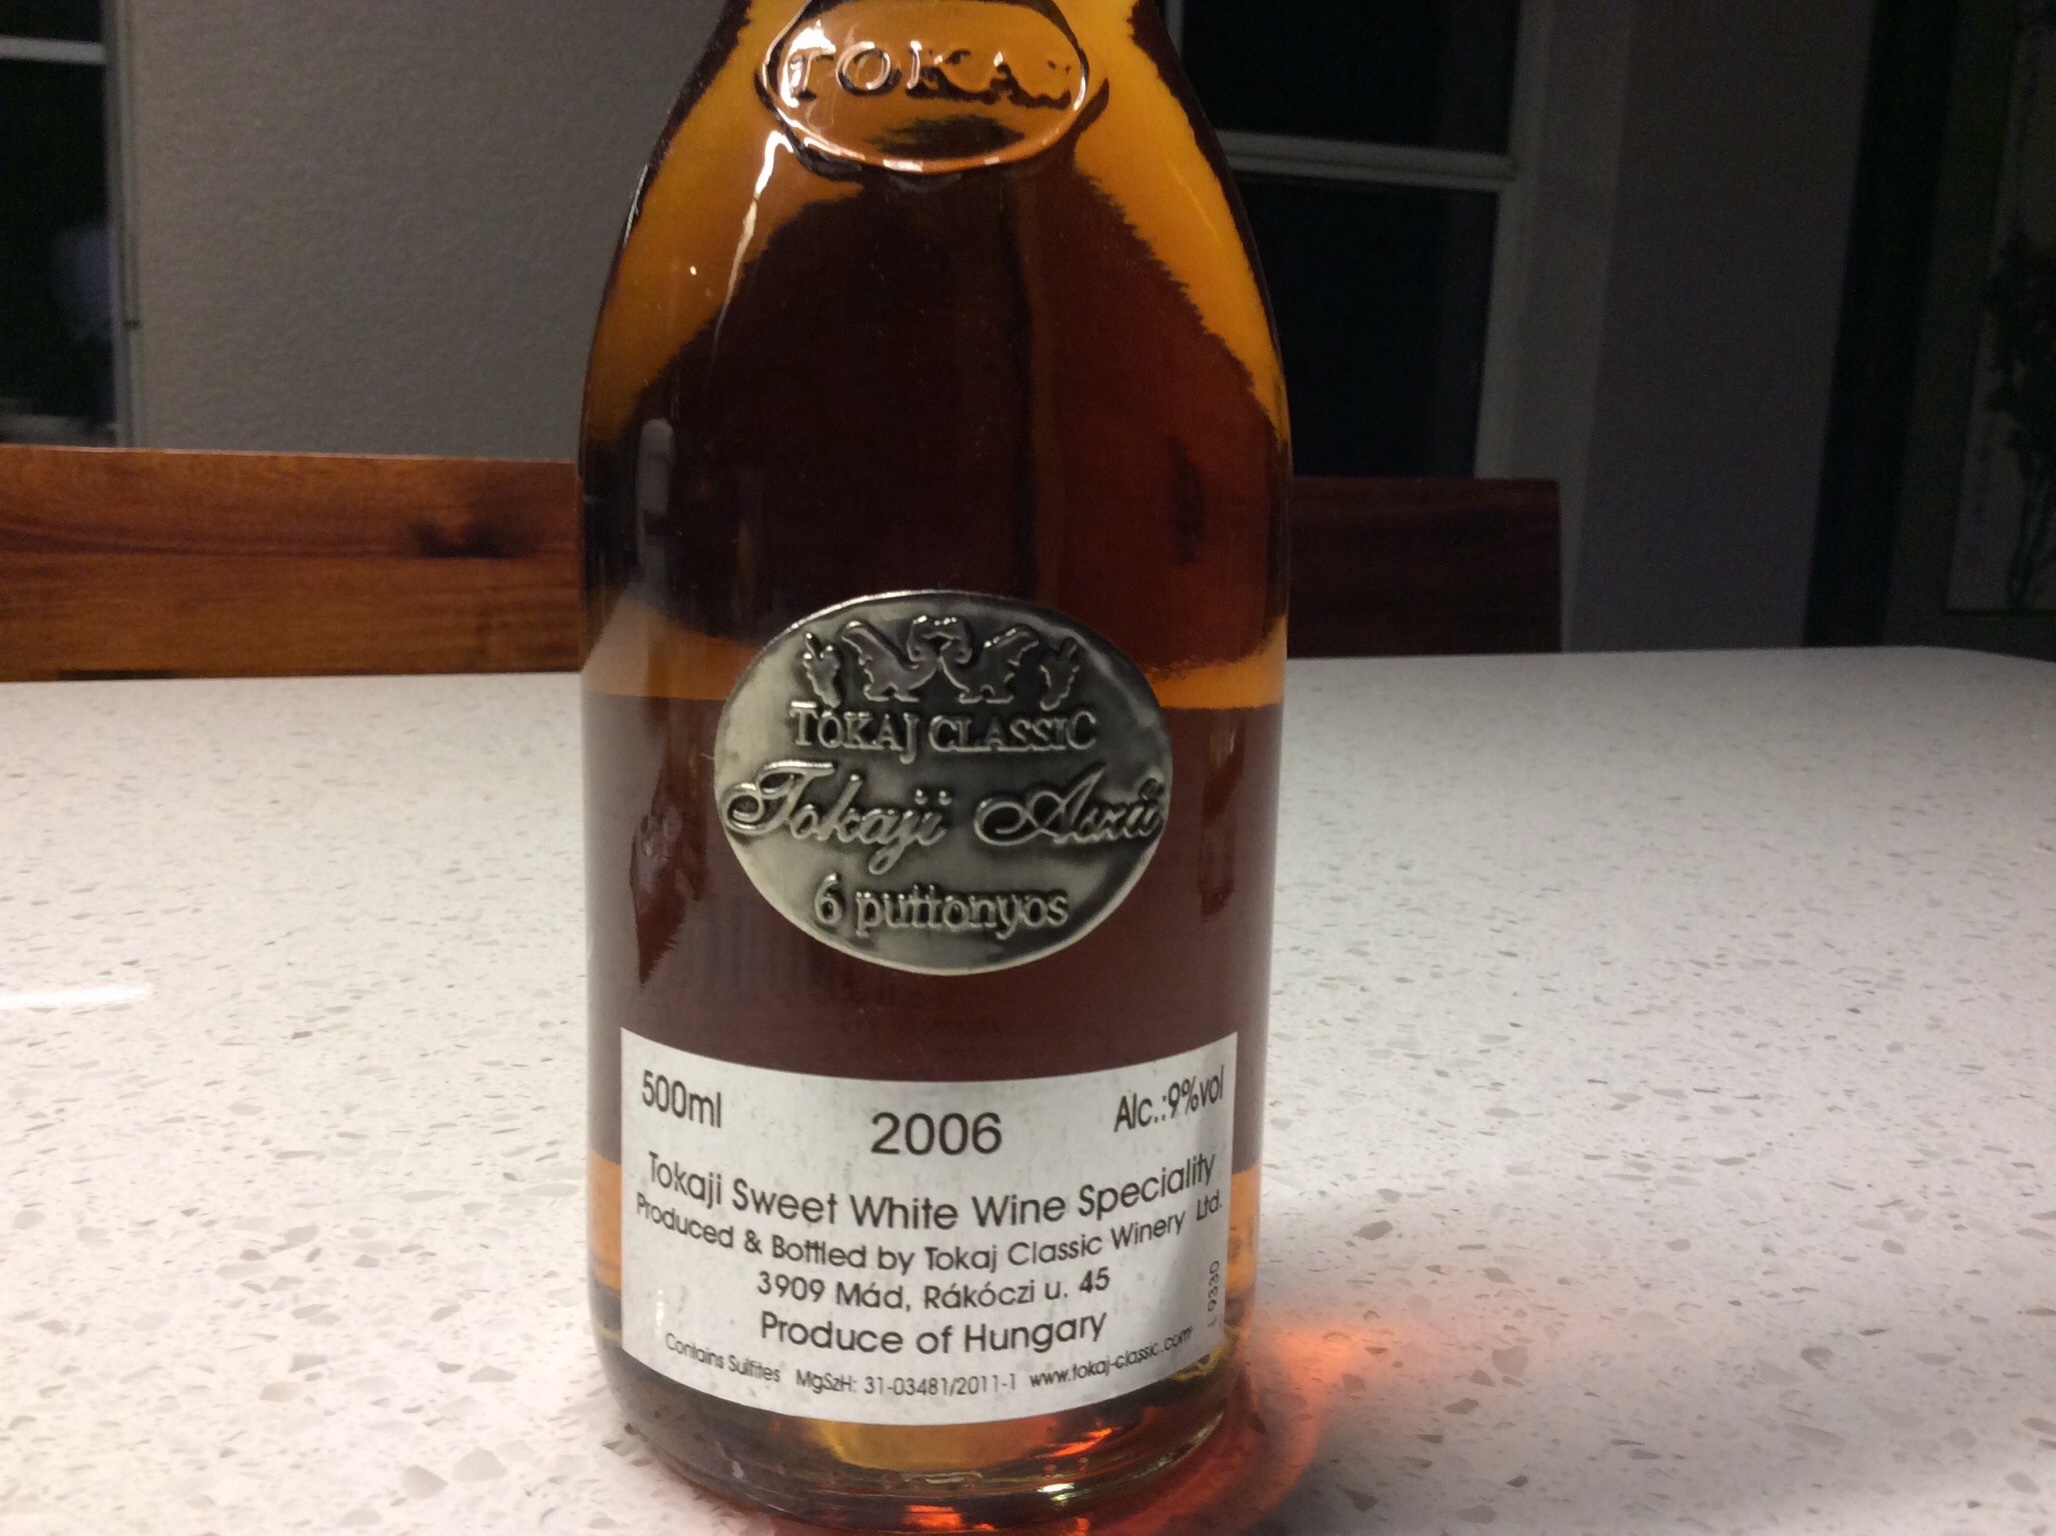 TOKAJ
TOKAJ CLASSIC
Tokaji Aszú
6 puttonyos
500ml
2006
Alc.:9%vol
Tokaji Sweet White Wine Speciality
Produced & Bottled by Tokaj Classic Winery Ltd.
3909 Mád, Rákóczi u. 45
Produce of Hungary
Contains Sulfites MgSzH: 31-03481/2011-1 www.tokaj-classic.com
L 9330